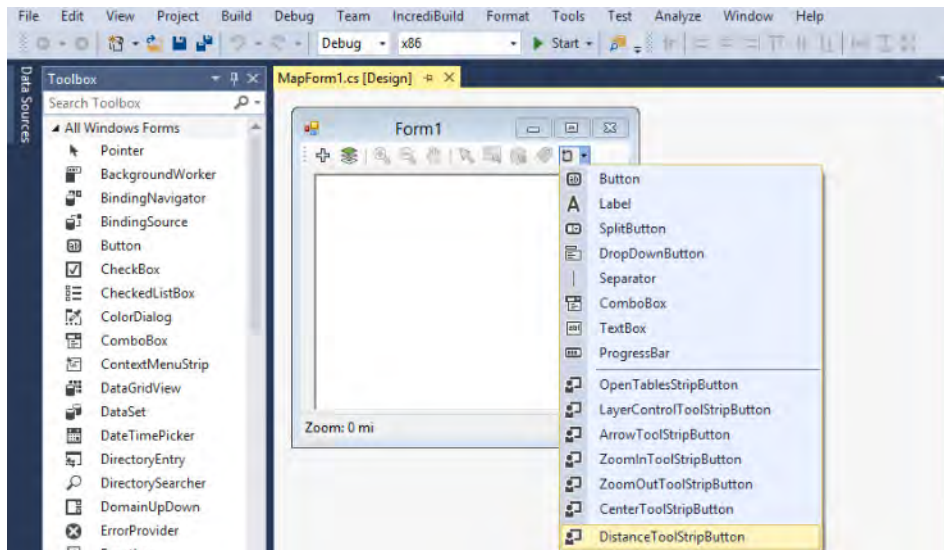 File Edit View Project Build Debug Team IncrediBuild Format Tools Test Analyze Window Help
Debug x86 Start
Data Sources
Toolbox
Search Toolbox
All Windows Forms
Pointer
BackgroundWorker
BindingNavigator
BindingSource
Button
CheckBox
CheckedListBox
ColorDialog
ComboBox
ContextMenuStrip
DataGridView
DataSet
DateTimePicker
DirectoryEntry
DirectorySearcher
DomainUpDown
ErrorProvider
MapForm1.cs [Design]
Form1
Zoom: 0 mi
Button
Label
SplitButton
DropDownButton
Separator
ComboBox
TextBox
ProgressBar
OpenTablesStripButton
LayerControlToolStripButton
ArrowToolStripButton
ZoomInToolStripButton
ZoomOutToolStripButton
CenterToolStripButton
DistanceToolStripButton